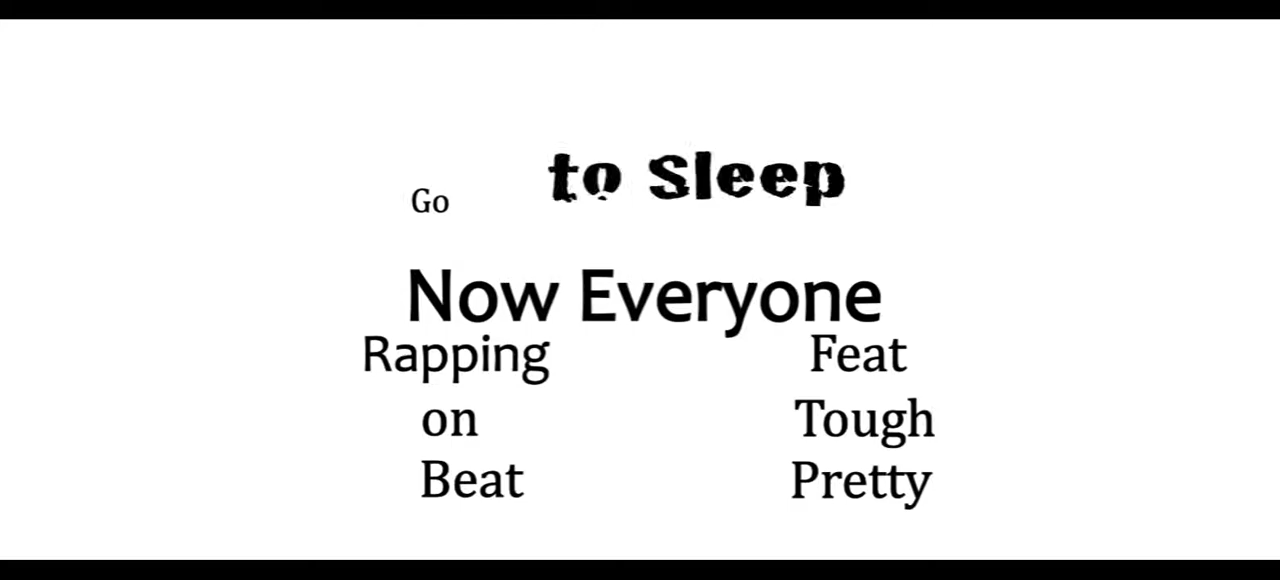 Go to Sleep
Now Everyone
Rapping Feat
on Tough
Beat Pretty